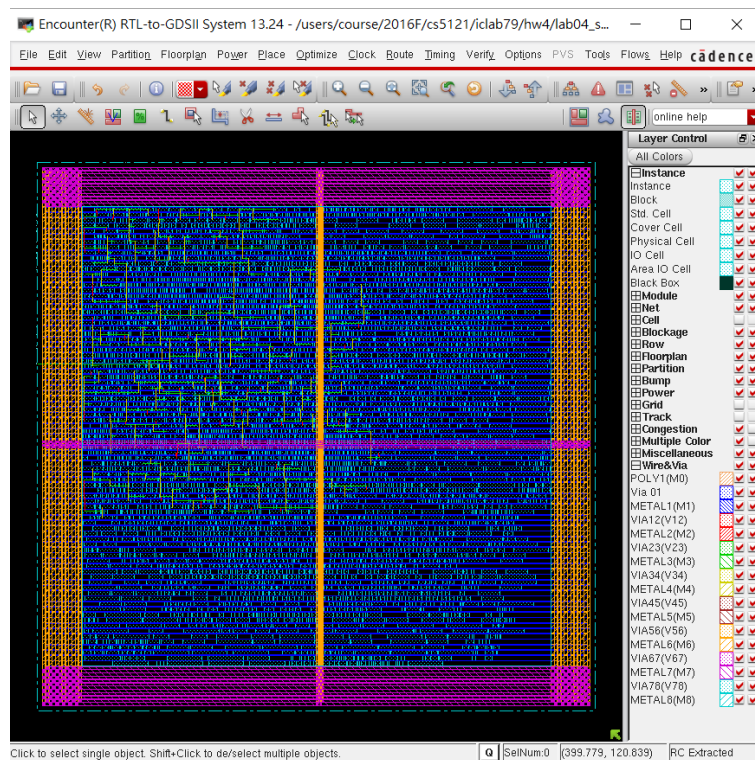 Encounter(R) RTL-to-GDSII System 13.24 - /users/course/2016F/cs5121/iclab79/hw4/lab04_s...
File Edit View Partition Floorplan Power Place Optimize Clock Route Timing Verify Options PVS Tools Flows Help cādence
» »
online help
Layer Control
All Colors
Instance
Instance
Block
Std. Cell
Cover Cell
Physical Cell
IO Cell
Area IO Cell
Black Box
Module
Net
Cell
Blockage
Row
Floorplan
Partition
Bump
Power
Grid
Track
Congestion
Multiple Color
Miscellaneous
Wire&Via
POLY1(M0)
Via 01
METAL1(M1)
VIA12(V12)
METAL2(M2)
VIA23(V23)
METAL3(M3)
VIA34(V34)
METAL4(M4)
VIA45(V45)
METAL5(M5)
VIA56(V56)
METAL6(M6)
VIA67(V67)
METAL7(M7)
VIA78(V78)
METAL8(M8)
Click to select single object. Shift+Click to de/select multiple objects. Q SelNum:0 (399.779, 120.839) RC Extracted